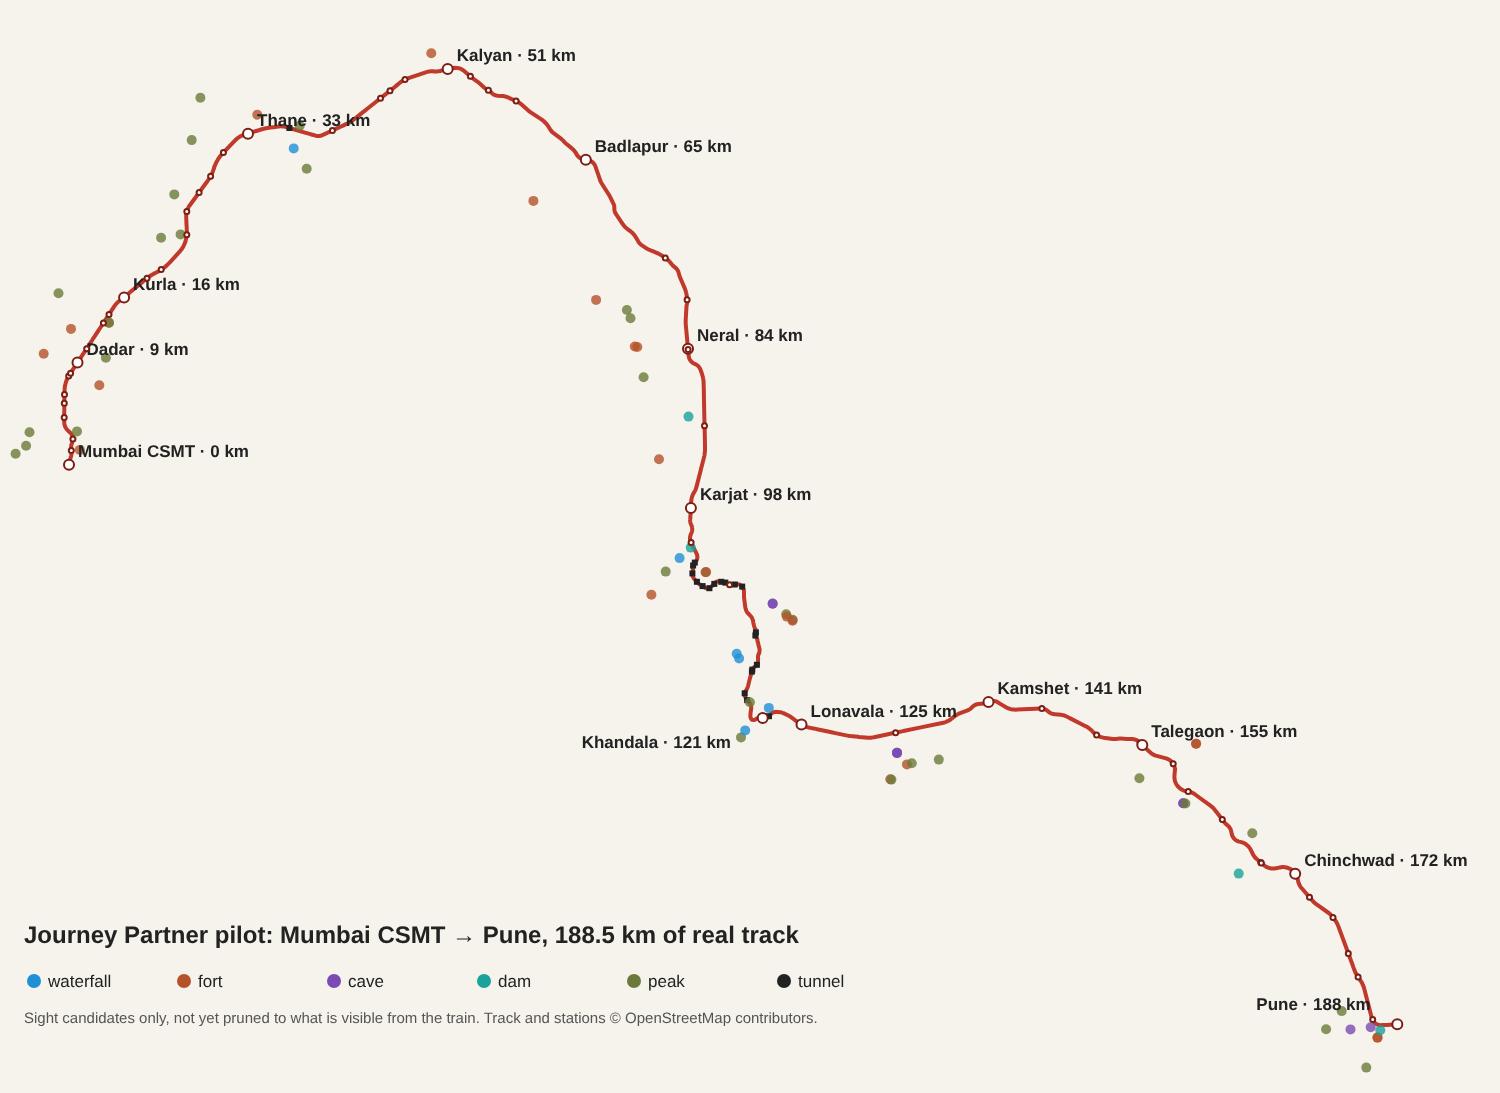 Kalyan · 51 km
Thane · 33 km
Badlapur · 65 km
Kurla · 16 km
Neral · 84 km
Dadar · 9 km
Mumbai CSMT · 0 km
Karjat · 98 km
Kamshet · 141 km
Lonavala · 125 km
Talegaon · 155 km
Khandala · 121 km
Chinchwad · 172 km
Journey Partner pilot: Mumbai CSMT → Pune, 188.5 km of real track
waterfall fort cave dam peak tunnel
Pune · 188 km
Sight candidates only, not yet pruned to what is visible from the train. Track and stations © OpenStreetMap contributors.